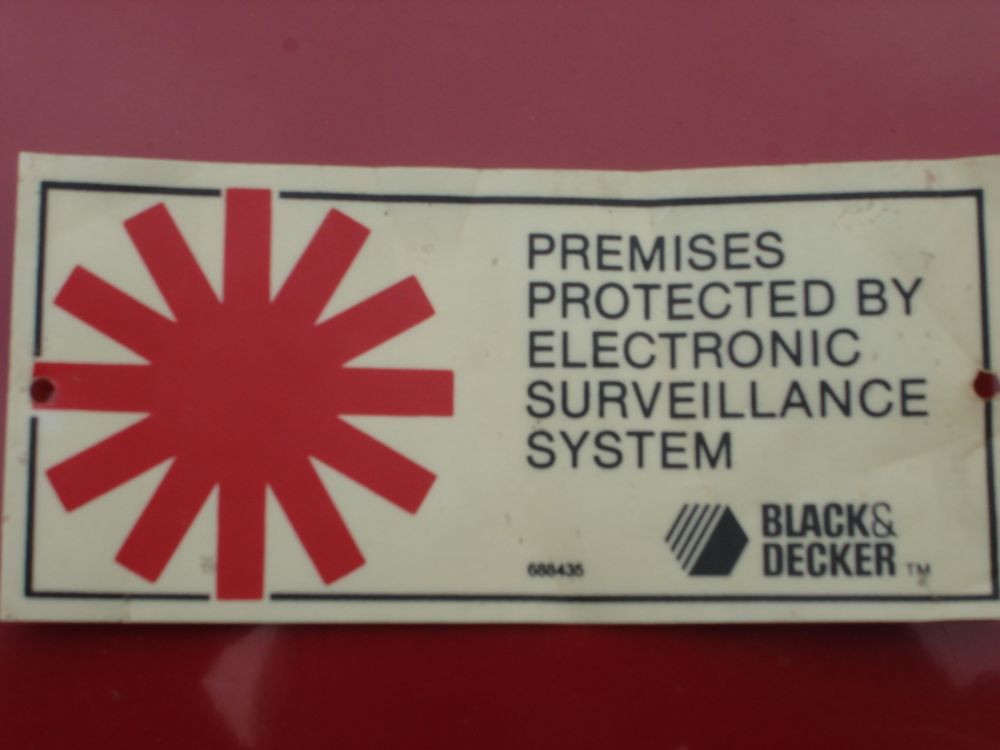 PREMISES
PROTECTED BY
ELECTRONIC
SURVEILLANCE
SYSTEM
BLACK&
DECKER TM
688435